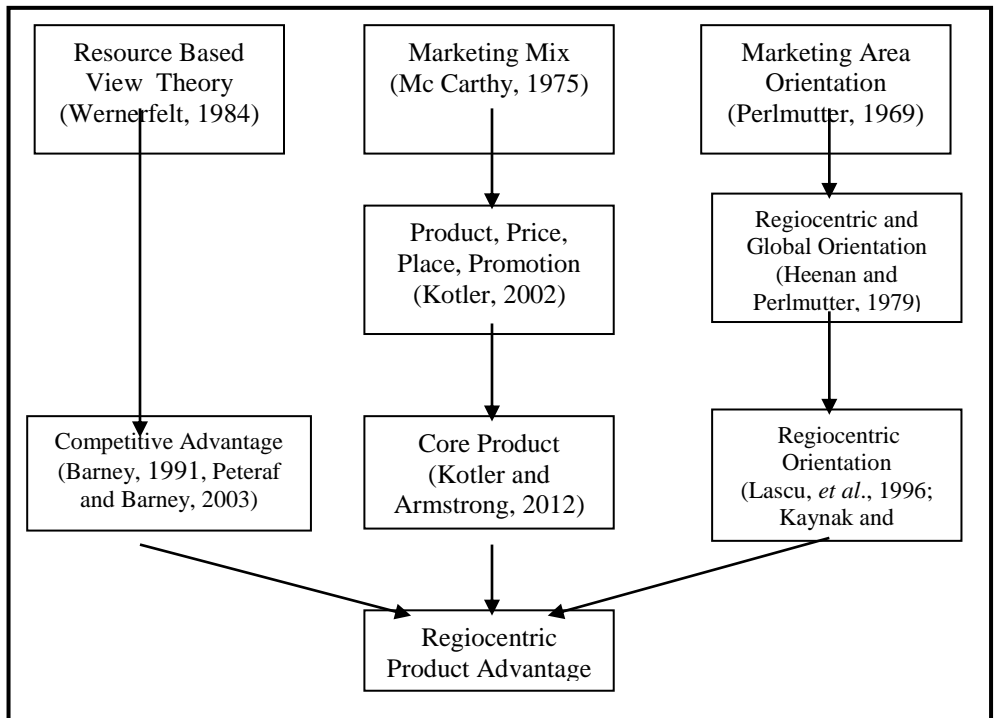 Resource Based
View Theory
(Wernerfelt, 1984)
Marketing Mix
(Mc Carthy, 1975)
Marketing Area
Orientation
(Perlmutter, 1969)
Product, Price,
Place, Promotion
(Kotler, 2002)
Regiocentric and
Global Orientation
(Heenan and
Perlmutter, 1979)
Competitive Advantage
(Barney, 1991, Peteraf
and Barney, 2003)
Core Product
(Kotler and
Armstrong, 2012)
Regiocentric
Orientation
(Lascu, et al., 1996;
Kaynak and
Regiocentric
Product Advantage